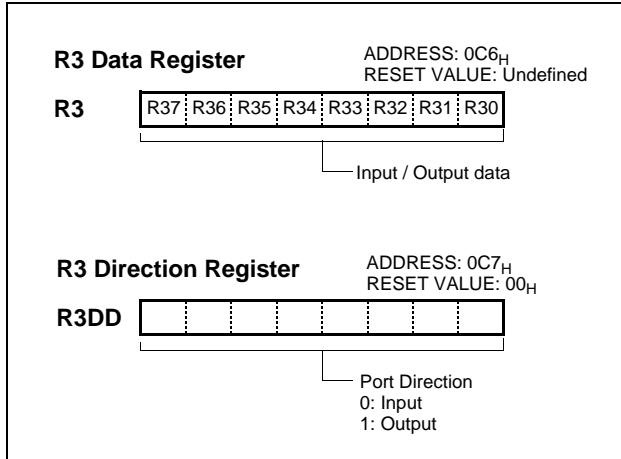 R3 Data Register
ADDRESS: 0C6H
RESET VALUE: Undefined
R3 R37 R36 R35 R34 R33 R32 R31 R30
Input / Output data
R3 Direction Register
ADDRESS: 0C7H
RESET VALUE: 00H
R3DD
Port Direction
0: Input
1: Output